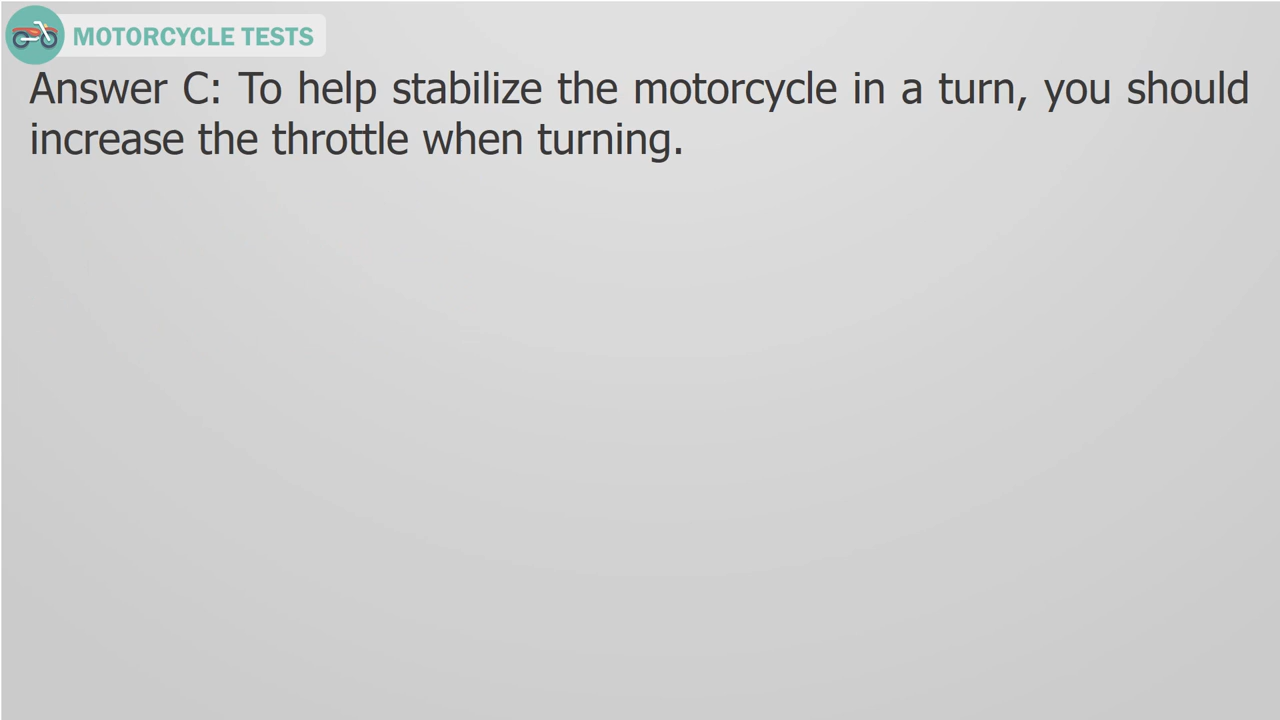 MOTORCYCLE TESTS
Answer C: To help stabilize the motorcycle in a turn, you should
increase the throttle when turning.